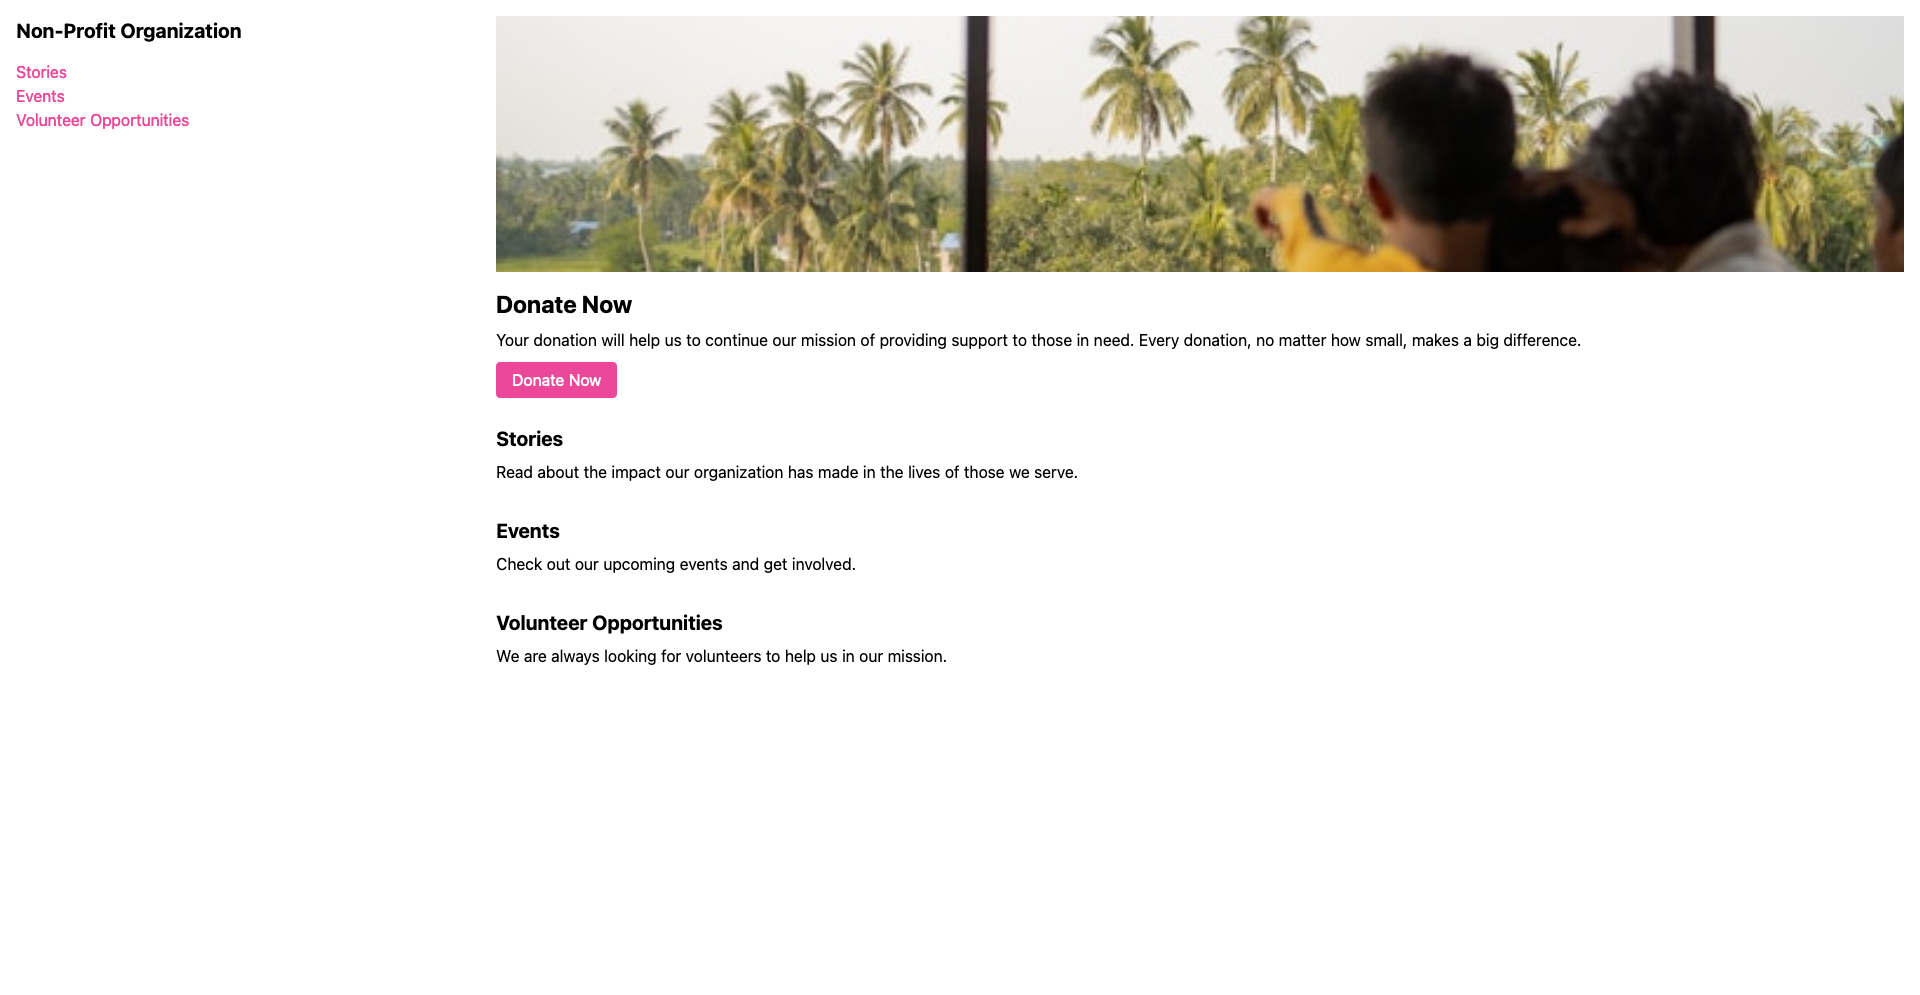 Non-Profit Organization
Stories
Events
Volunteer Opportunities
Donate Now
Your donation will help us to continue our mission of providing support to those in need. Every donation, no matter how small, makes a big difference.
Donate Now
Stories
Read about the impact our organization has made in the lives of those we serve.
Events
Check out our upcoming events and get involved.
Volunteer Opportunities
We are always looking for volunteers to help us in our mission.